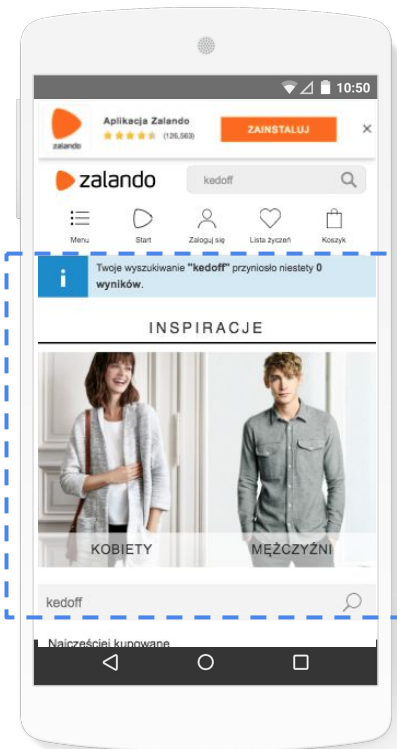 10:50
Aplikacja Zalando
(126,563)
ZAINSTALUJ
zalando
zalando
kedoff
Menu
Start
Zaloguj się
Lista życzeń
Koszyk
i
Twoje wyszukiwanie "kedoff" przyniosło niestety 0
wyników.
INSPIRACJE
KOBIETY
MĘŻCZYŹNI
kedoff
Najczęściej kupowane